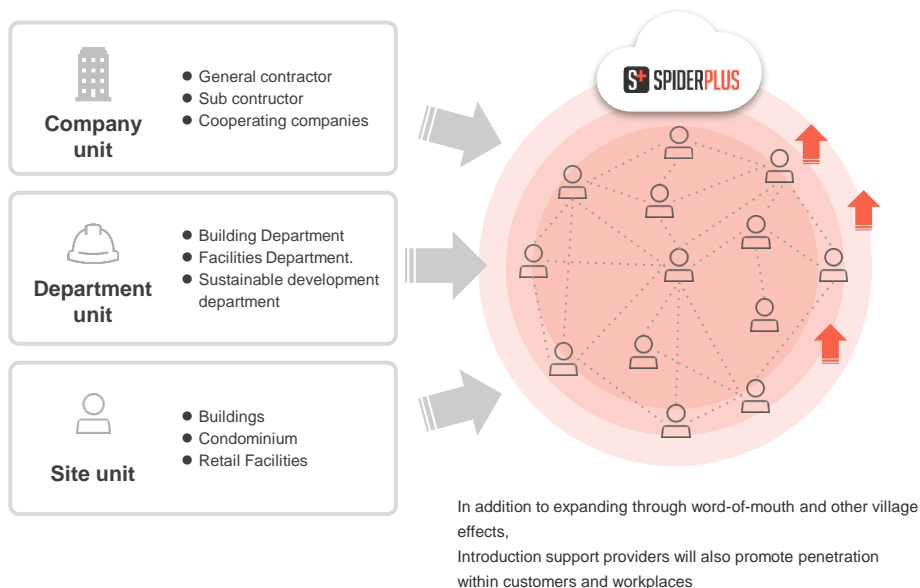 Company
unit
● General contractor
● Sub contructor
● Cooperating companies
Department
unit
● Building Department
● Facilities Department.
● Sustainable development
department
Site unit
● Buildings
● Condominium
● Retail Facilities
S+ SPIDERPLUS
In addition to expanding through word-of-mouth and other village
effects,
Introduction support providers will also promote penetration
within customers and workplaces